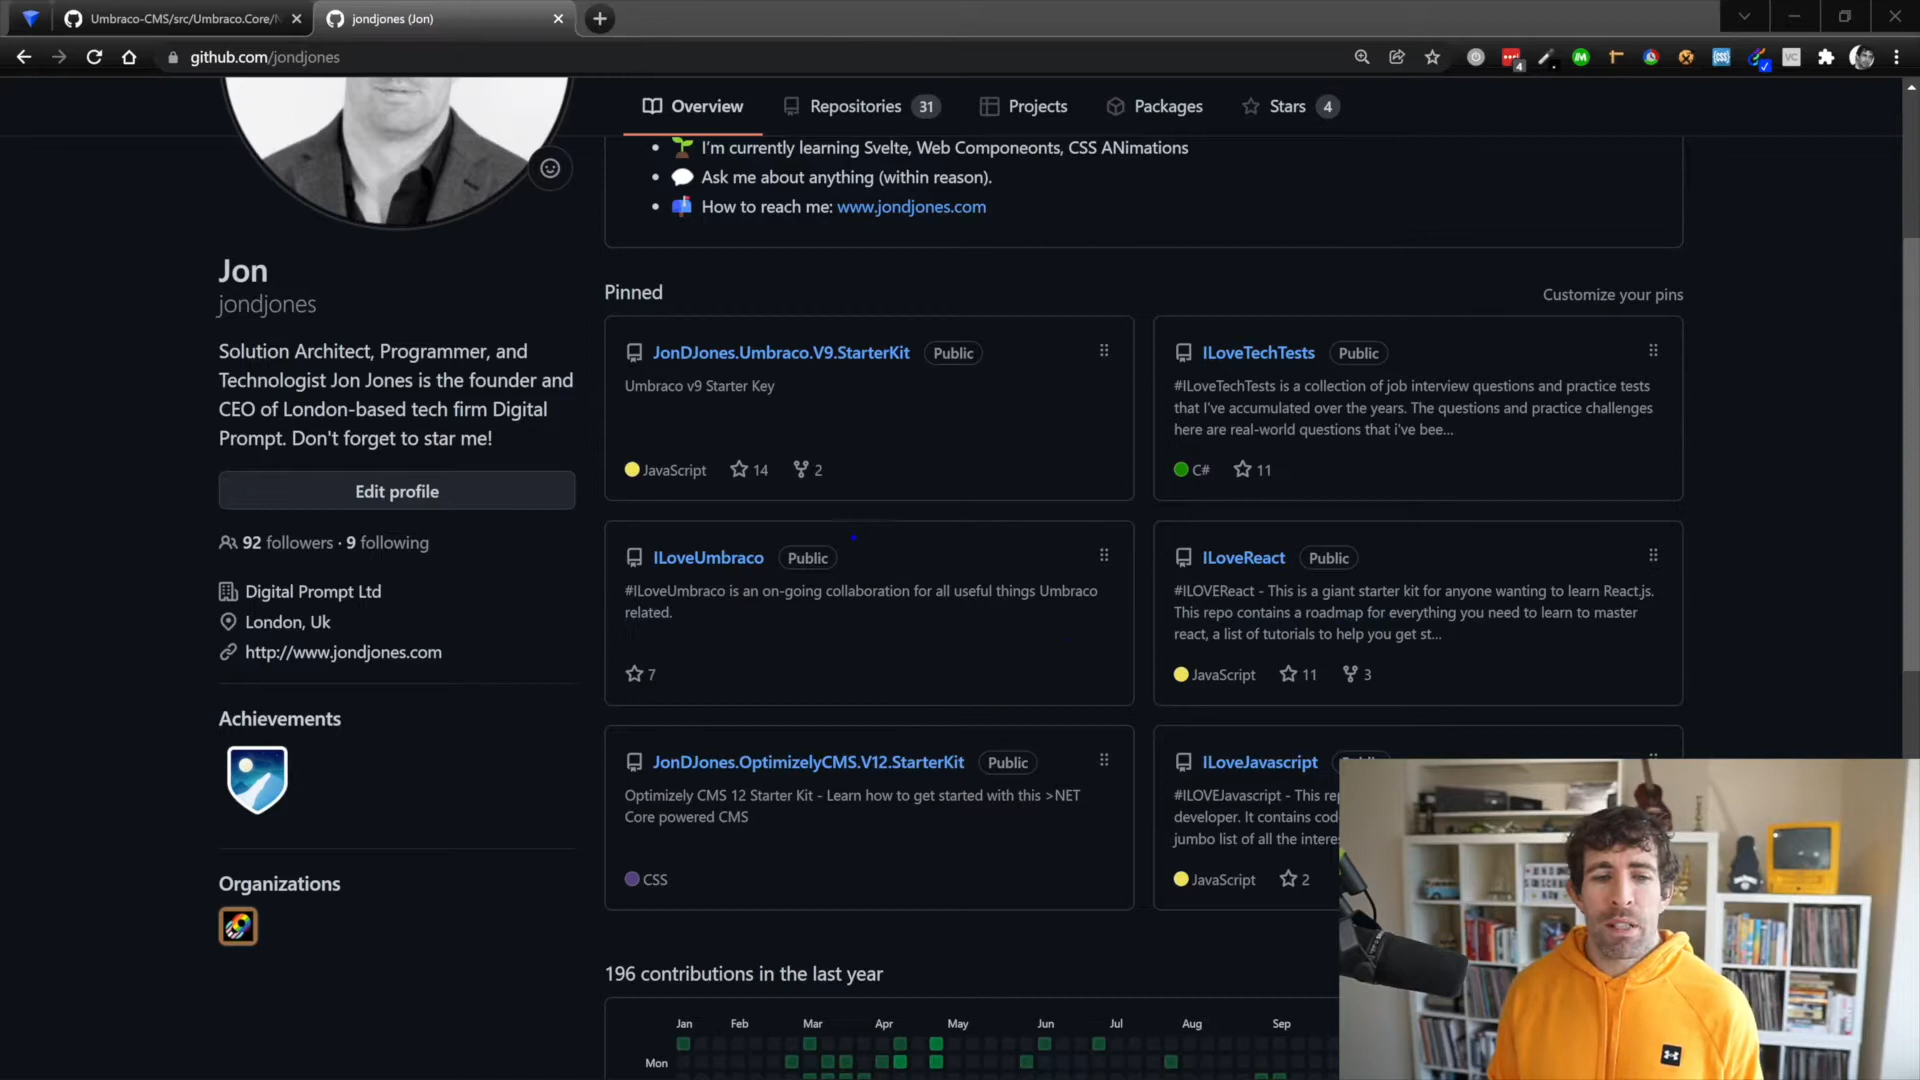 Umbraco-CMS/src/Umbraco.Core/
jondjones (Jon)
github.com/jondjones
Overview
Repositories 31
Projects
Packages
Stars 4
I'm currently learning Svelte, Web Componeonts, CSS ANimations
Ask me about anything (within reason).
How to reach me: www.jondjones.com
Jon
jondjones
Solution Architect, Programmer, and
Technologist Jon Jones is the founder and
CEO of London-based tech firm Digital
Prompt. Don't forget to star me!
Edit profile
92 followers · 9 following
Digital Prompt Ltd
London, Uk
http://www.jondjones.com
Achievements
Organizations
Pinned
Customize your pins
JonDJones.Umbraco.V9.StarterKit Public
Umbraco v9 Starter Key
JavaScript 14 2
ILoveTechTests Public
#ILoveTechTests is a collection of job interview questions and practice tests
that I've accumulated over the years. The questions and practice challenges
here are real-world questions that i've bee...
C# 11
ILoveUmbraco Public
#ILoveUmbraco is an on-going collaboration for all useful things Umbraco
related.
7
ILoveReact Public
#ILOVEReact - This is a giant starter kit for anyone wanting to learn React.js.
This repo contains a roadmap for everything you need to learn to master
react, a list of tutorials to help you get st...
JavaScript 11 3
JonDJones.OptimizelyCMS.V12.StarterKit Public
Optimizely CMS 12 Starter Kit - Learn how to get started with this >NET
Core powered CMS
CSS
ILoveJavascript
#ILOVEJavascript - This
developer. It contains
jumbo list of all the
JavaScript 2
196 contributions in the last year
Jan Feb Mar Apr May Jun Jul Aug Sep
Mon